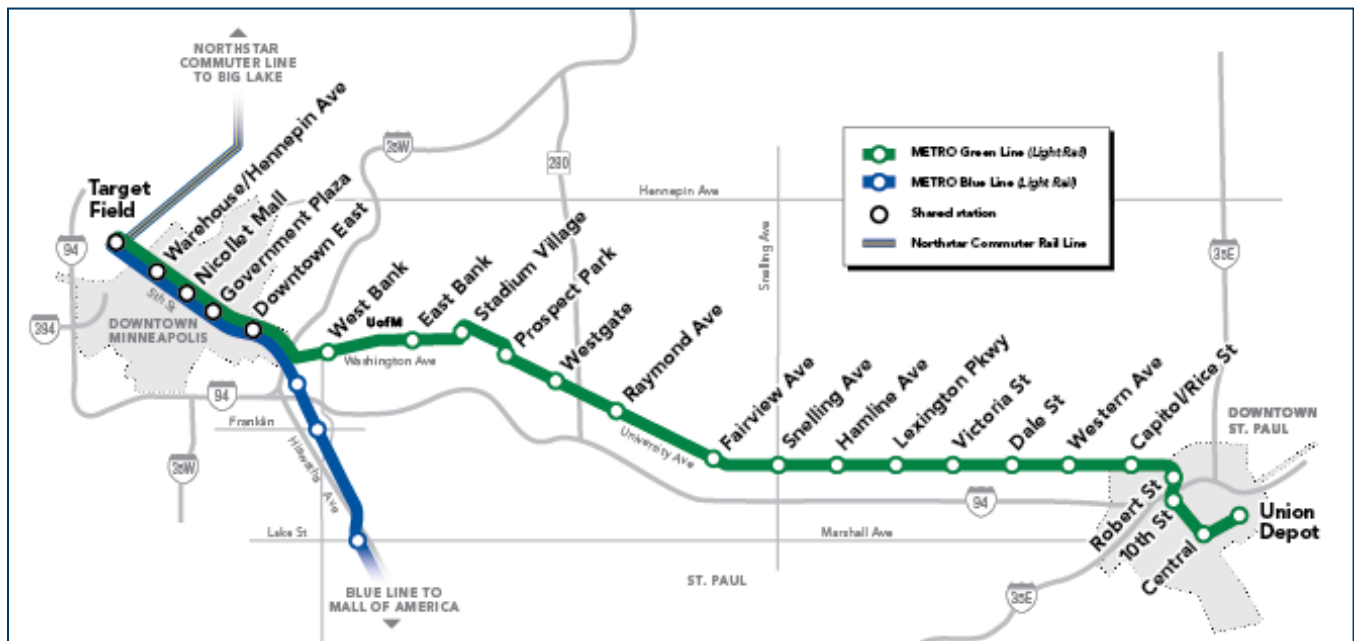 NORTHSTAR
COMMUTER LINE
TO BIG LAKE
Target
Field
Warehouse/Hennepin Ave
Nicollet Mall
Government Plaza
Downtown East
West Bank
East Bank
Stadium Village
Prospect Park
Westgate
Raymond Ave
Fairview Ave
Snelling Ave
Hamline Ave
Lexington Pkwy
Victoria St
Dale St
Western Ave
Capitol/Rice St
Robert St
10th St
Central
Union
Depot
METRO Green Line (Light Rail)
METRO Blue Line (Light Rail)
Shared station
Northstar Commuter Rail Line
35W
280
94
394
5th St
DOWNTOWN
MINNEAPOLIS
UofM
Washington Ave
Hennepin Ave
Snelling Ave
35E
94
Franklin
35W
Hiawatha Ave
University Ave
94
Lake St
Marshall Ave
DOWNTOWN
ST. PAUL
ST. PAUL
35E
BLUE LINE TO
MALL OF AMERICA